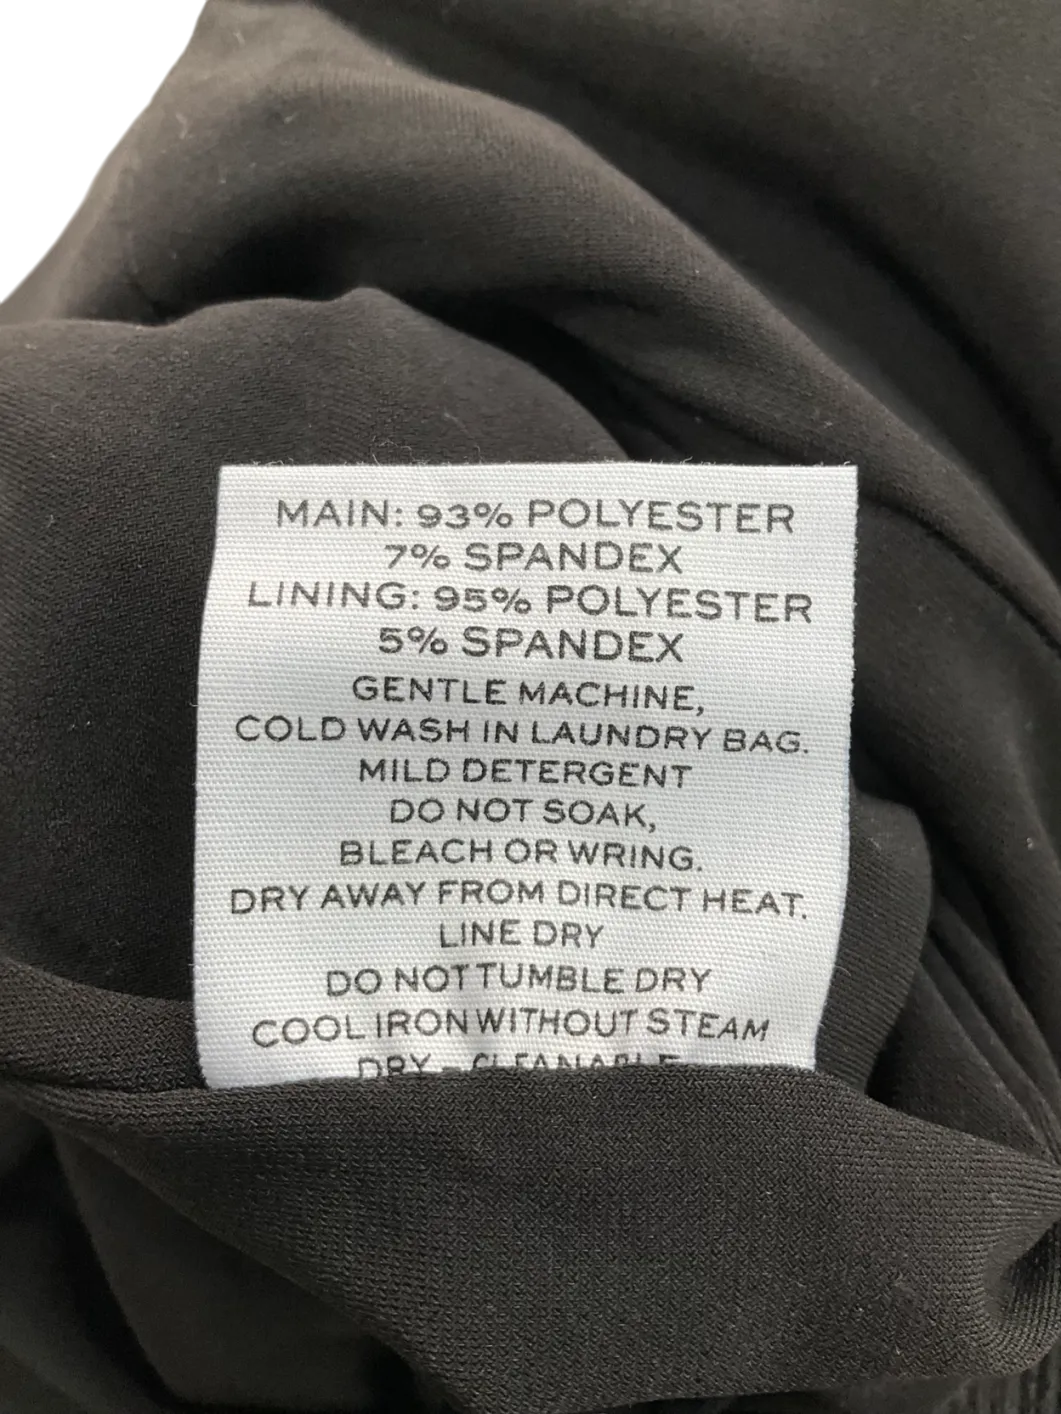 MAIN: 93% POLYESTER
7% SPANDEX
LINING: 95% POLYESTER
5% SPANDEX
GENTLE MACHINE,
COLD WASH IN LAUNDRY BAG.
MILD DETERGENT
DO NOT SOAK,
BLEACH OR WRING.
DRY AWAY FROM DIRECT HEAT.
LINE DRY
DO NOT TUMBLE DRY
COOL IRON WITHOUT STEAM
DRY - CLEANABLE